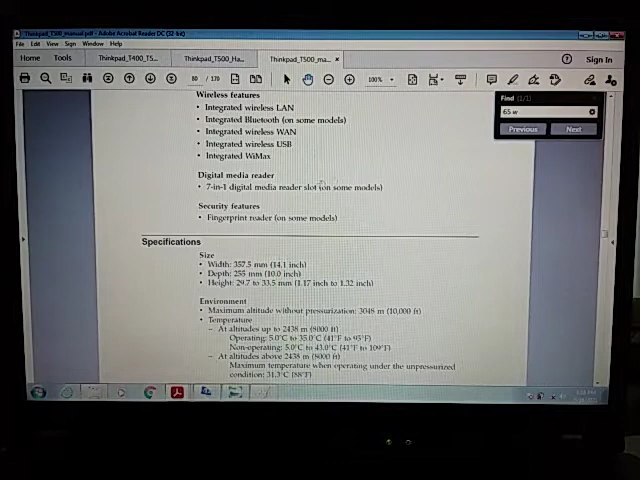 Thinkpad_T500_manual.pdf - Adobe Acrobat Reader DC (32-bit)
File Edit View Sign Window Help
Home Tools Thinkpad_T400_T5... Thinkpad_T500_Ha... Thinkpad_T500_ma... × Sign In
80 / 170 100%
Find (1/1)
65 w
Previous Next
Wireless features
• Integrated wireless LAN
• Integrated Bluetooth (on some models)
• Integrated wireless WAN
• Integrated wireless USB
• Integrated WiMax
Digital media reader
• 7-in-1 digital media reader slot (on some models)
Security features
• Fingerprint reader (on some models)
Specifications
Size
• Width: 357.5 mm (14.1 inch)
• Depth: 255 mm (10.0 inch)
• Height: 29.7 to 33.5 mm (1.17 inch to 1.32 inch)
Environment
• Maximum altitude without pressurization: 3048 m (10,000 ft)
• Temperature
– At altitudes up to 2438 m (8000 ft)
Operating: 5.0°C to 35.0°C (41°F to 95°F)
Non-operating: 5.0°C to 43.0°C (41°F to 109°F)
– At altitudes above 2438 m (8000 ft)
Maximum temperature when operating under the unpressurized
condition: 31.3°C (88°F)